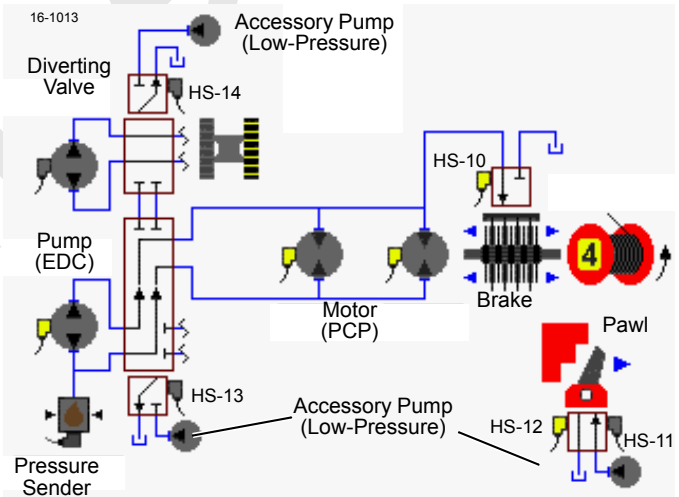 16-1013
Accessory Pump
(Low-Pressure)
Diverting
Valve
HS-14
HS-10
Pump
(EDC)
4
Motor
(PCP)
Brake
Pawl
HS-13
Accessory Pump
(Low-Pressure)
HS-12
HS-11
Pressure
Sender